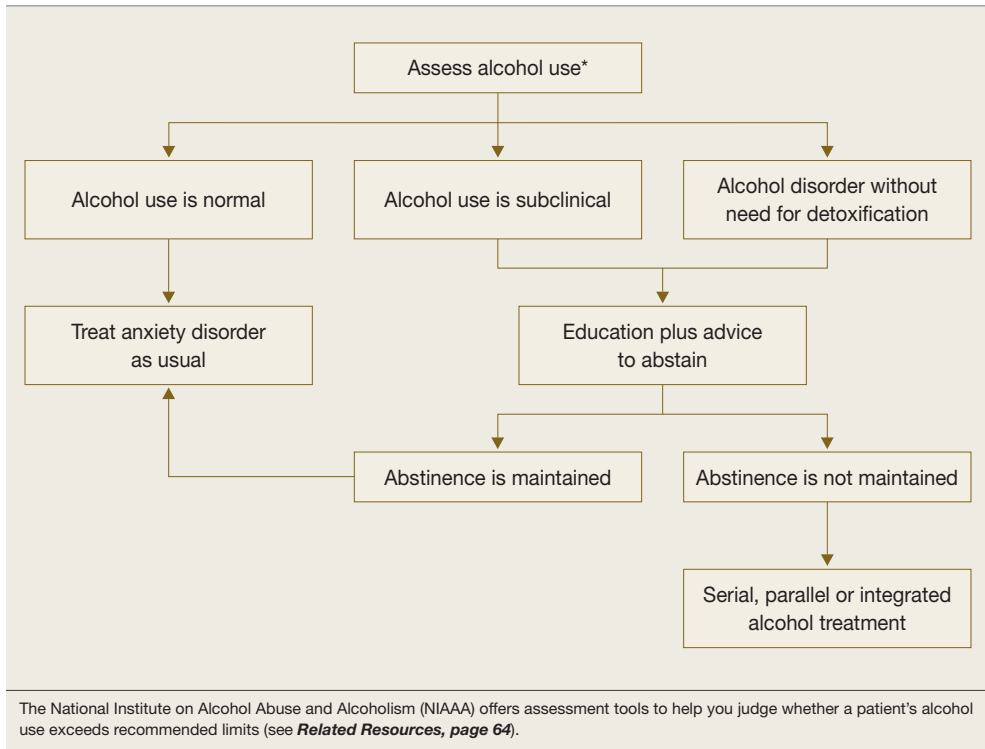 Assess alcohol use*
Alcohol use is normal
Alcohol use is subclinical
Alcohol disorder without
need for detoxification
Treat anxiety disorder
as usual
Education plus advice
to abstain
Abstinence is maintained
Abstinence is not maintained
Serial, parallel or integrated
alcohol treatment
The National Institute on Alcohol Abuse and Alcoholism (NIAAA) offers assessment tools to help you judge whether a patient’s alcohol
use exceeds recommended limits (see Related Resources, page 64).